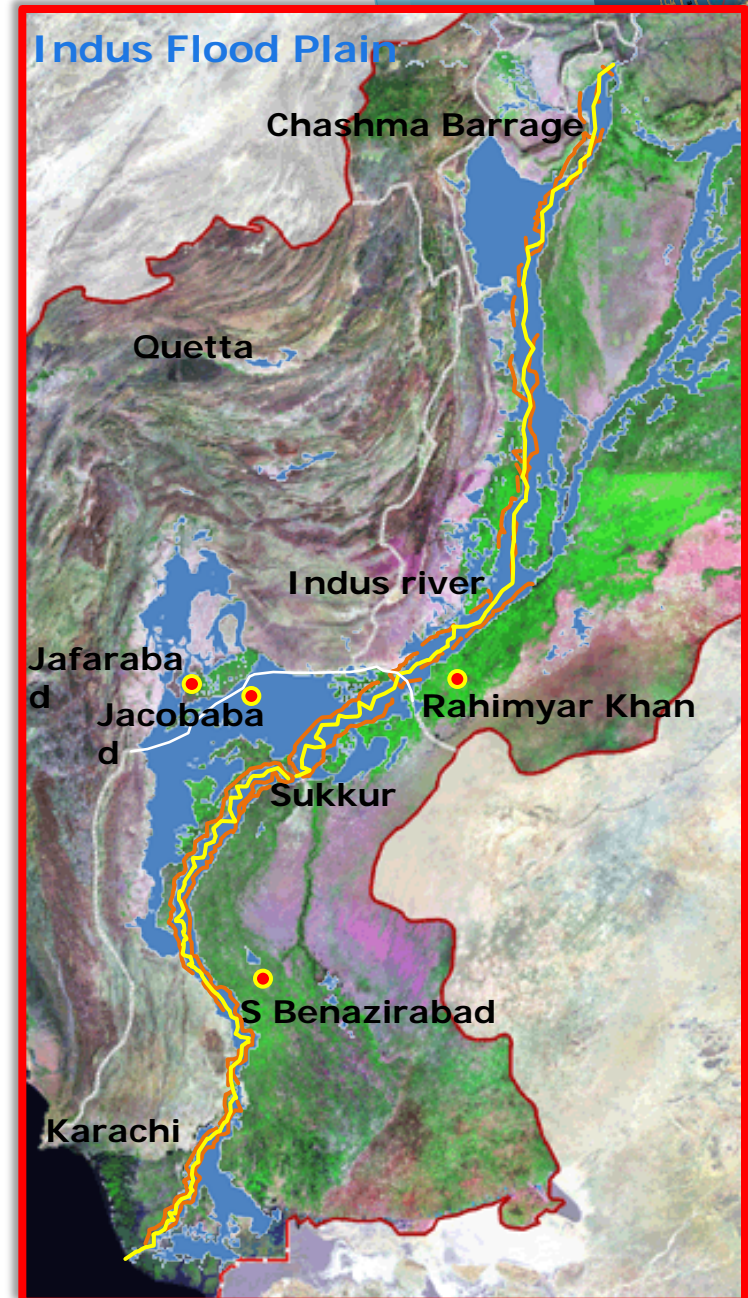 Indus Flood Plain
Chashma Barrage
Quetta
Indus river
Jafaraba
d
Jacobaba
d
Rahimyar Khan
Sukkur
S Benazirabad
Karachi